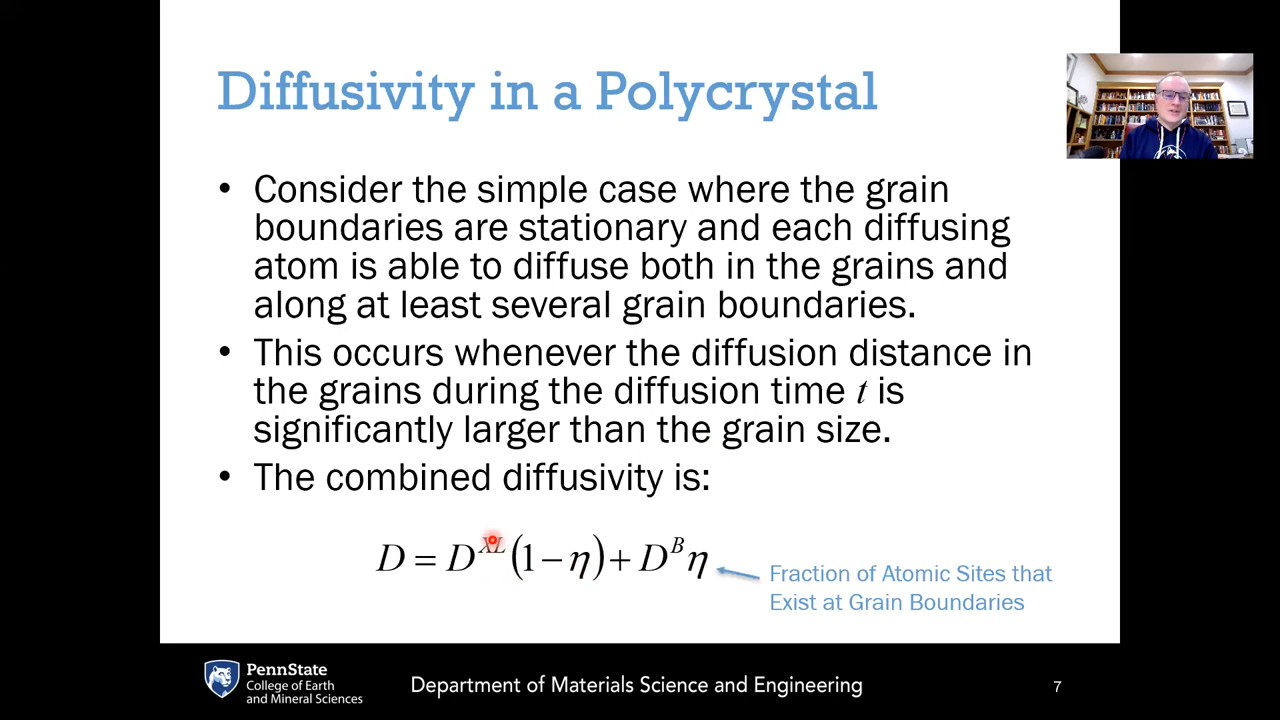 Diffusivity in a Polycrystal
• Consider the simple case where the grain
boundaries are stationary and each diffusing
atom is able to diffuse both in the grains and
along at least several grain boundaries.
• This occurs whenever the diffusion distance in
the grains during the diffusion time t is
significantly larger than the grain size.
• The combined diffusivity is:
D = D^XL (1 − η) + D^B η
Fraction of Atomic Sites that
Exist at Grain Boundaries
PennState
College of Earth
and Mineral Sciences
Department of Materials Science and Engineering
7